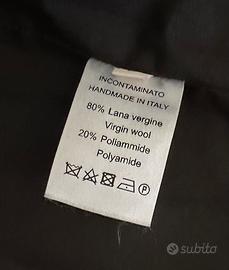 INCONTAMINATO
HANDMADE IN ITALY
80% Lana vergine
Virgin wool
20% Poliammide
Polyamide
P
subito